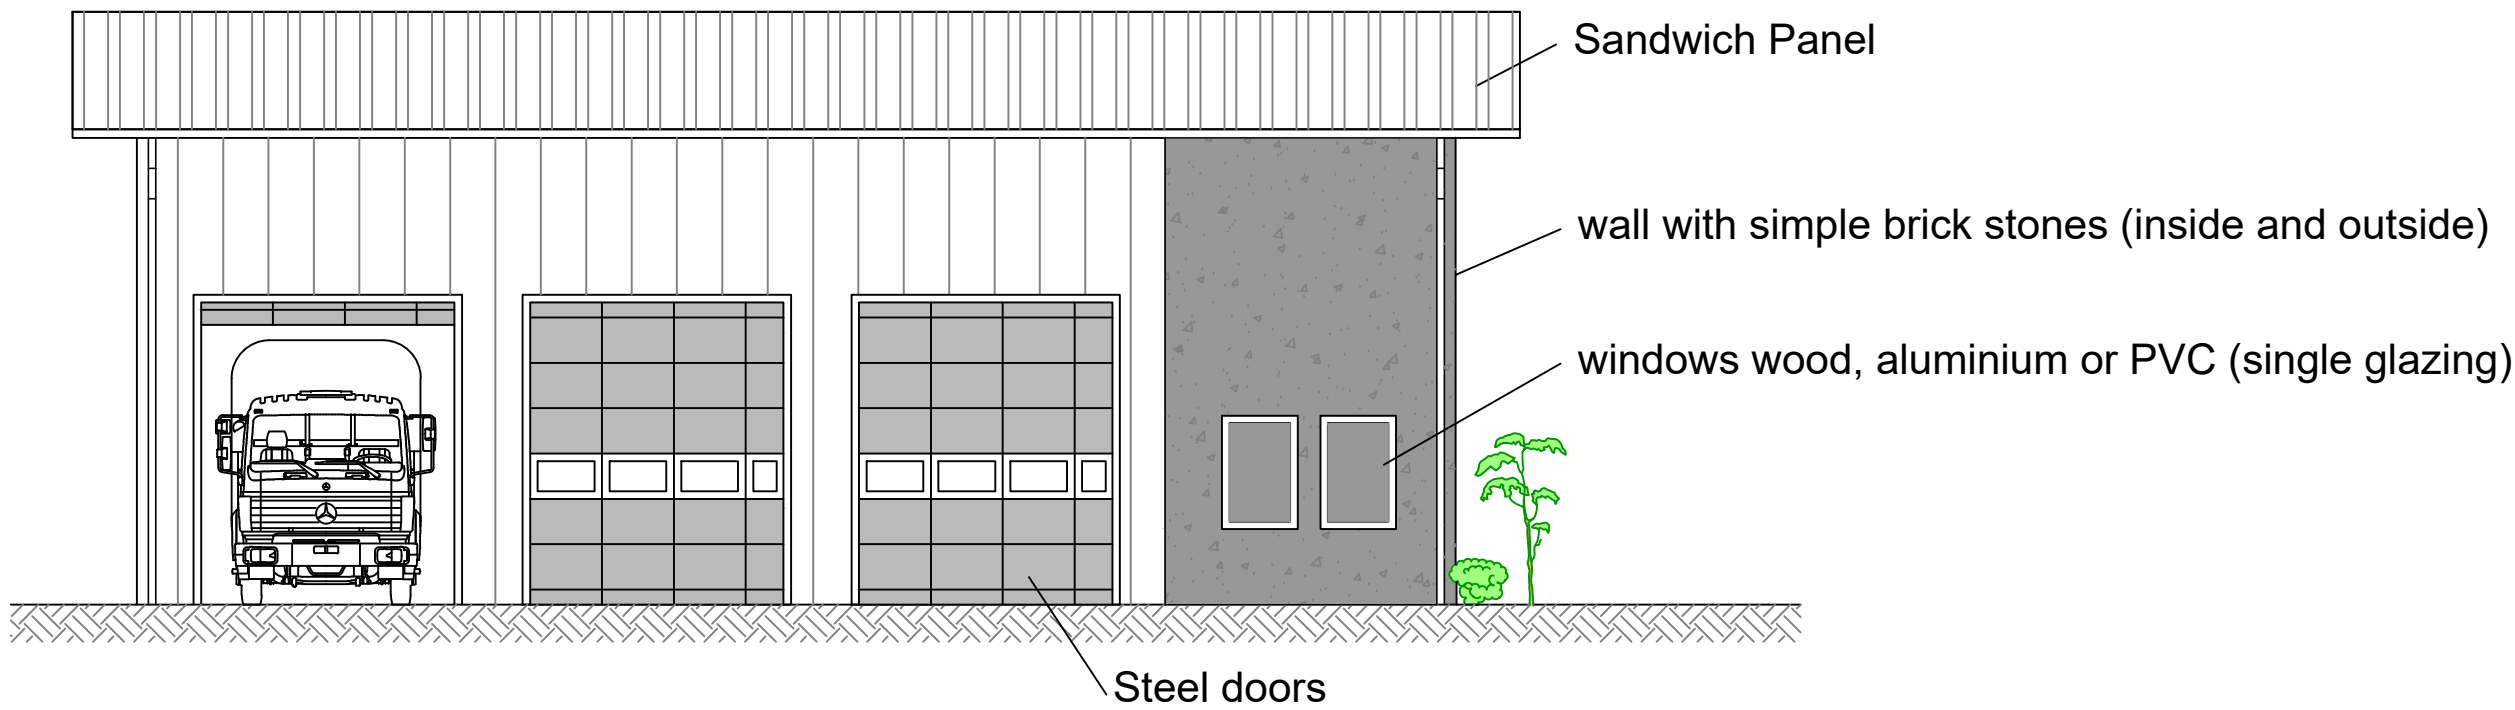 Sandwich Panel
wall with simple brick stones (inside and outside)
windows wood, aluminium or PVC (single glazing)
Steel doors